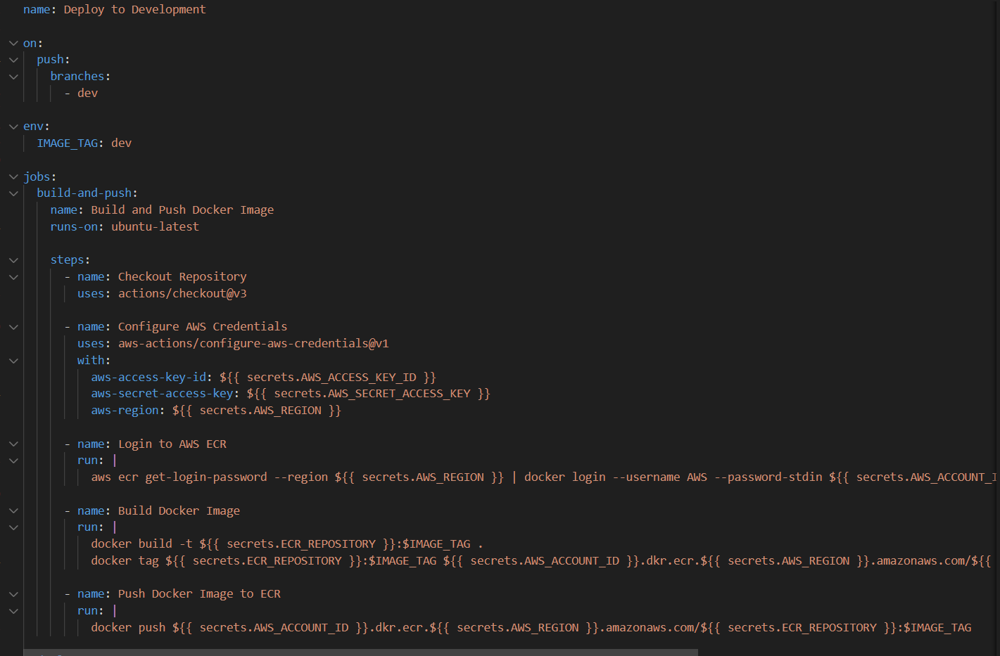 name: Deploy to Development
on:
push:
branches:
- dev
env:
IMAGE_TAG: dev
jobs:
build-and-push:
name: Build and Push Docker Image
runs-on: ubuntu-latest
steps:
- name: Checkout Repository
uses: actions/checkout@v3
- name: Configure AWS Credentials
uses: aws-actions/configure-aws-credentials@v1
with:
aws-access-key-id: ${{ secrets.AWS_ACCESS_KEY_ID }}
aws-secret-access-key: ${{ secrets.AWS_SECRET_ACCESS_KEY }}
aws-region: ${{ secrets.AWS_REGION }}
- name: Login to AWS ECR
run: |
aws ecr get-login-password --region ${{ secrets.AWS_REGION }} | docker login --username AWS --password-stdin ${{ secrets.AWS_ACCOUNT_
- name: Build Docker Image
run: |
docker build -t ${{ secrets.ECR_REPOSITORY }}:$IMAGE_TAG .
docker tag ${{ secrets.ECR_REPOSITORY }}:$IMAGE_TAG ${{ secrets.AWS_ACCOUNT_ID }}.dkr.ecr.${{ secrets.AWS_REGION }}.amazonaws.com/${{
- name: Push Docker Image to ECR
run: |
docker push ${{ secrets.AWS_ACCOUNT_ID }}.dkr.ecr.${{ secrets.AWS_REGION }}.amazonaws.com/${{ secrets.ECR_REPOSITORY }}:$IMAGE_TAG